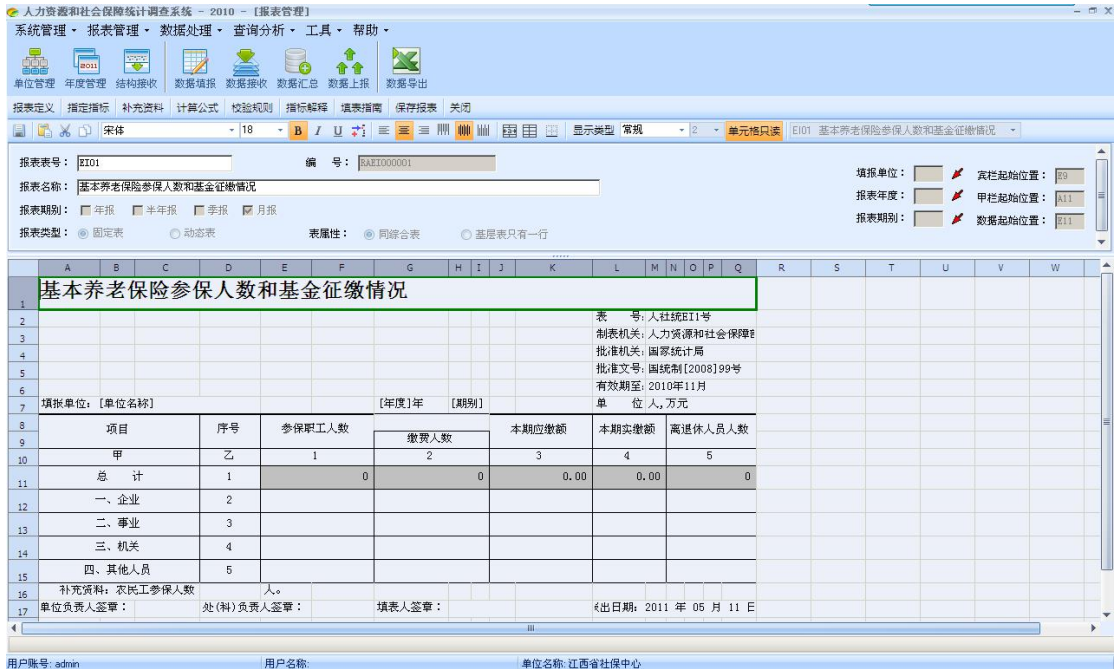 人力资源和社会保障统计调查系统 - 2010 - [报表管理]
系统管理 报表管理 数据处理 查询分析 工具 帮助
单位管理 年度管理 结构接收 数据填报 数据接收 数据汇总 数据上报 数据导出
报表定义 指定指标 补充资料 计算公式 校验规则 指标解释 填表指南 保存报表 关闭
宋体 18 B I U 显示类型 常规 2 单元格只读 EI01 基本养老保险参保人数和基金征缴情况
报表表号： EI01 编 号： RAEI000001
填报单位： 宾栏起始位置： E9
报表名称： 基本养老保险参保人数和基金征缴情况
报表年度： 甲栏起始位置： A11
报表期别： 年报 半年报 季报 月报
报表期别： 数据起始位置： E11
报表类型： 固定表 动态表 表属性： 同综合表 基层表只有一行
A B C D E F G H I J K L M N O P Q R S T U V W
1 基本养老保险参保人数和基金征缴情况
2 表 号: 人社统EI1号
3 制表机关: 人力资源和社会保障
4 批准机关: 国家统计局
5 批准文号: 国统制[2008]99号
6 有效期至: 2010年11月
7 填报单位: [单位名称] [年度]年 [期别] 单 位 人,万元
8 项目 序号 参保职工人数 本期应缴额 本期实缴额 离退休人员人数
9 缴费人数
10 甲 乙 1 2 3 4 5
11 总 计 1 0 0 0.00 0.00 0
12 一、企业 2
13 二、事业 3
14 三、机关 4
15 四、其他人员 5
16 补充资料: 农民工参保人数 人。
17 单位负责人签章： 处(科)负责人签章： 填表人签章： 出日期: 2011 年 05 月 11 日
用户账号: admin 用户名称: 单位名称: 江西省社保中心